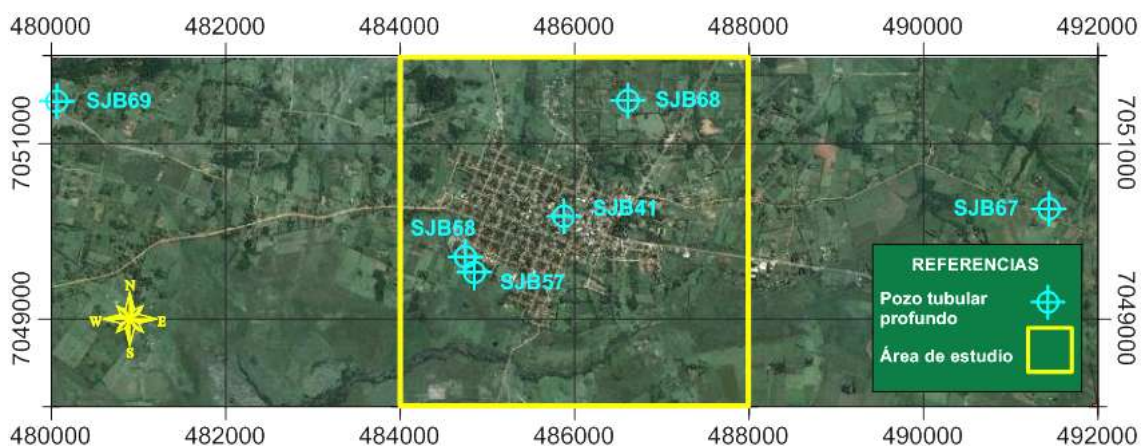 480000 482000 484000 486000 488000 490000 492000
SJB69
SJB68
7051000
7051000
SJB41
SJB67
SJB68
SJB57
REFERENCIAS
Pozo tubular
profundo
Área de estudio
N
W E
S
7049000
7049000
480000 482000 484000 486000 488000 490000 492000